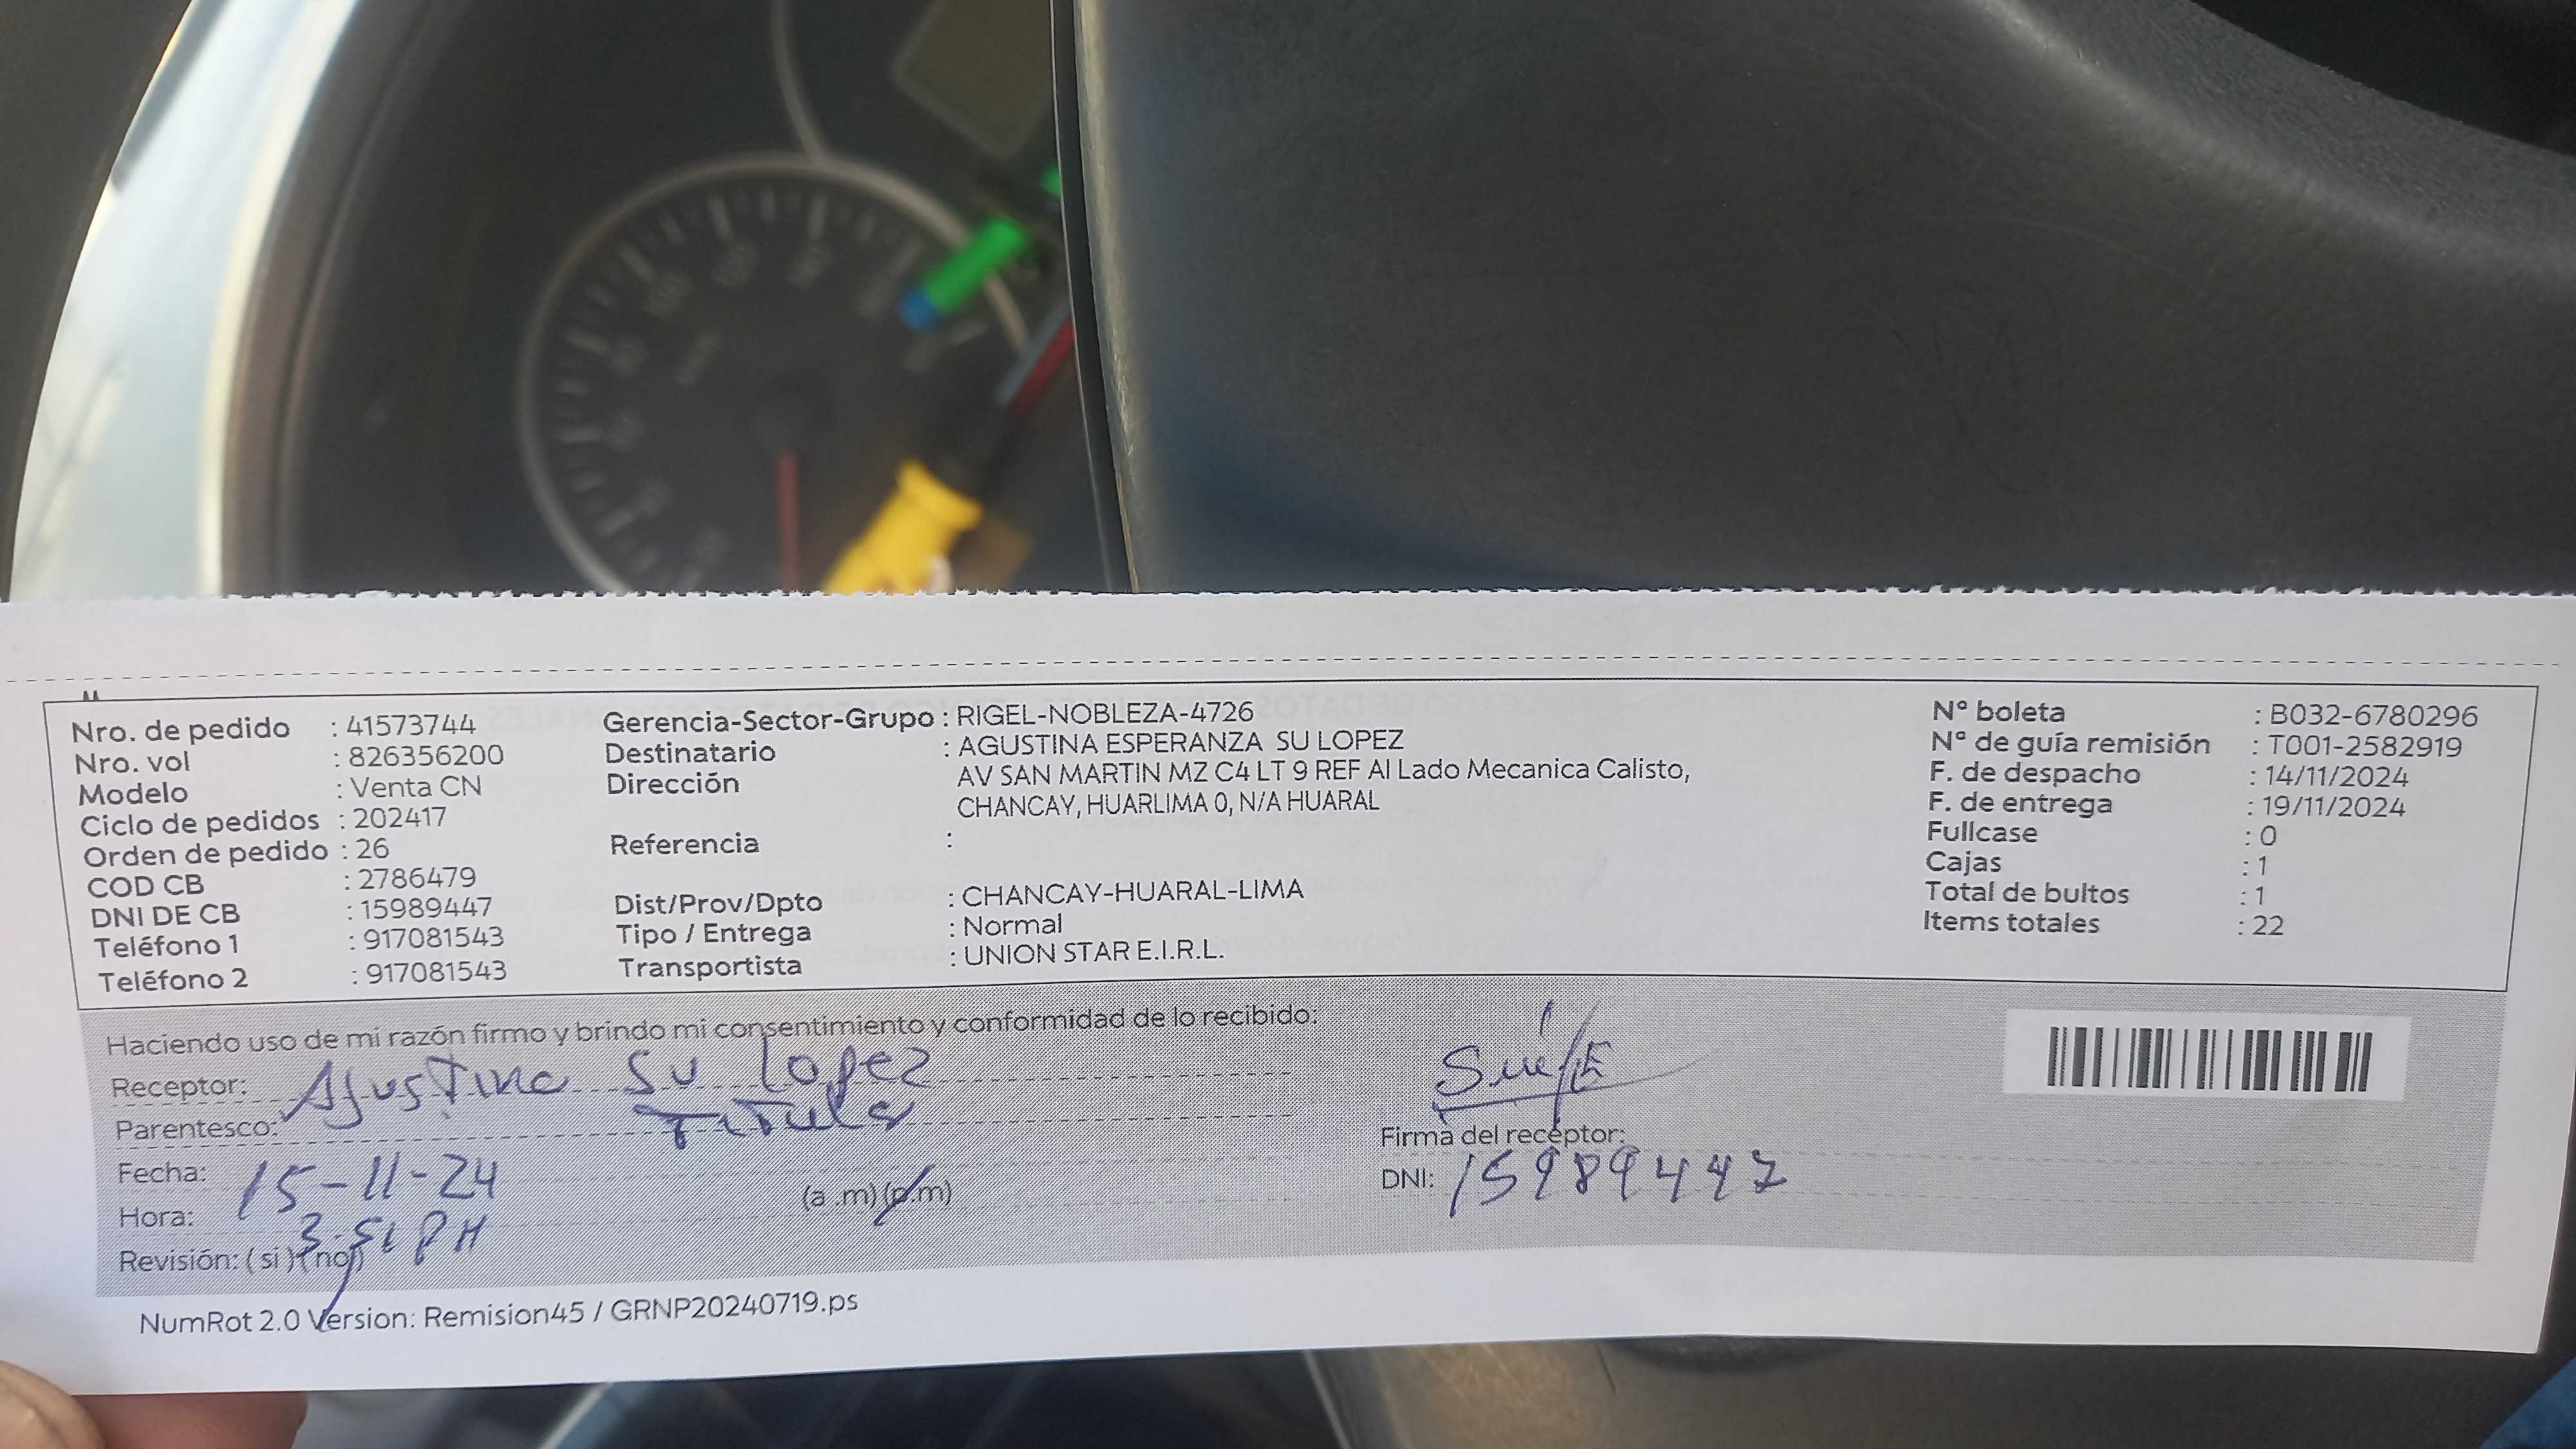 Nro. de pedido : 41573744
Nro. vol : 826356200
Modelo : Venta CN
Ciclo de pedidos : 202417
Orden de pedido : 26
COD CB : 2786479
DNI DE CB : 15989447
Teléfono 1 : 917081543
Teléfono 2 : 917081543
Gerencia-Sector-Grupo : RIGEL-NOBLEZA-4726
Destinatario : AGUSTINA ESPERANZA SU LOPEZ
Dirección AV SAN MARTIN MZ C4 LT 9 REF Al Lado Mecanica Calisto,
CHANCAY, HUARLIMA 0, N/A HUARAL
Referencia :
Dist/Prov/Dpto : CHANCAY-HUARAL-LIMA
Tipo / Entrega : Normal
Transportista : UNION STAR E.I.R.L.
N° boleta : B032-6780296
N° de guía remisión : T001-2582919
F. de despacho : 14/11/2024
F. de entrega : 19/11/2024
Fullcase : 0
Cajas : 1
Total de bultos : 1
Items totales : 22
Haciendo uso de mi razón firmo y brindo mi consentimiento y conformidad de lo recibido:
Receptor: Agustina Su Lopez
Parentesco:
Fecha: 15-11-24
Hora: (a .m) (p.m)
Revisión: ( si ) ( no )
Firma del receptor:
DNI: 15989447
NumRot 2.0 Version: Remision45 / GRNP20240719.ps